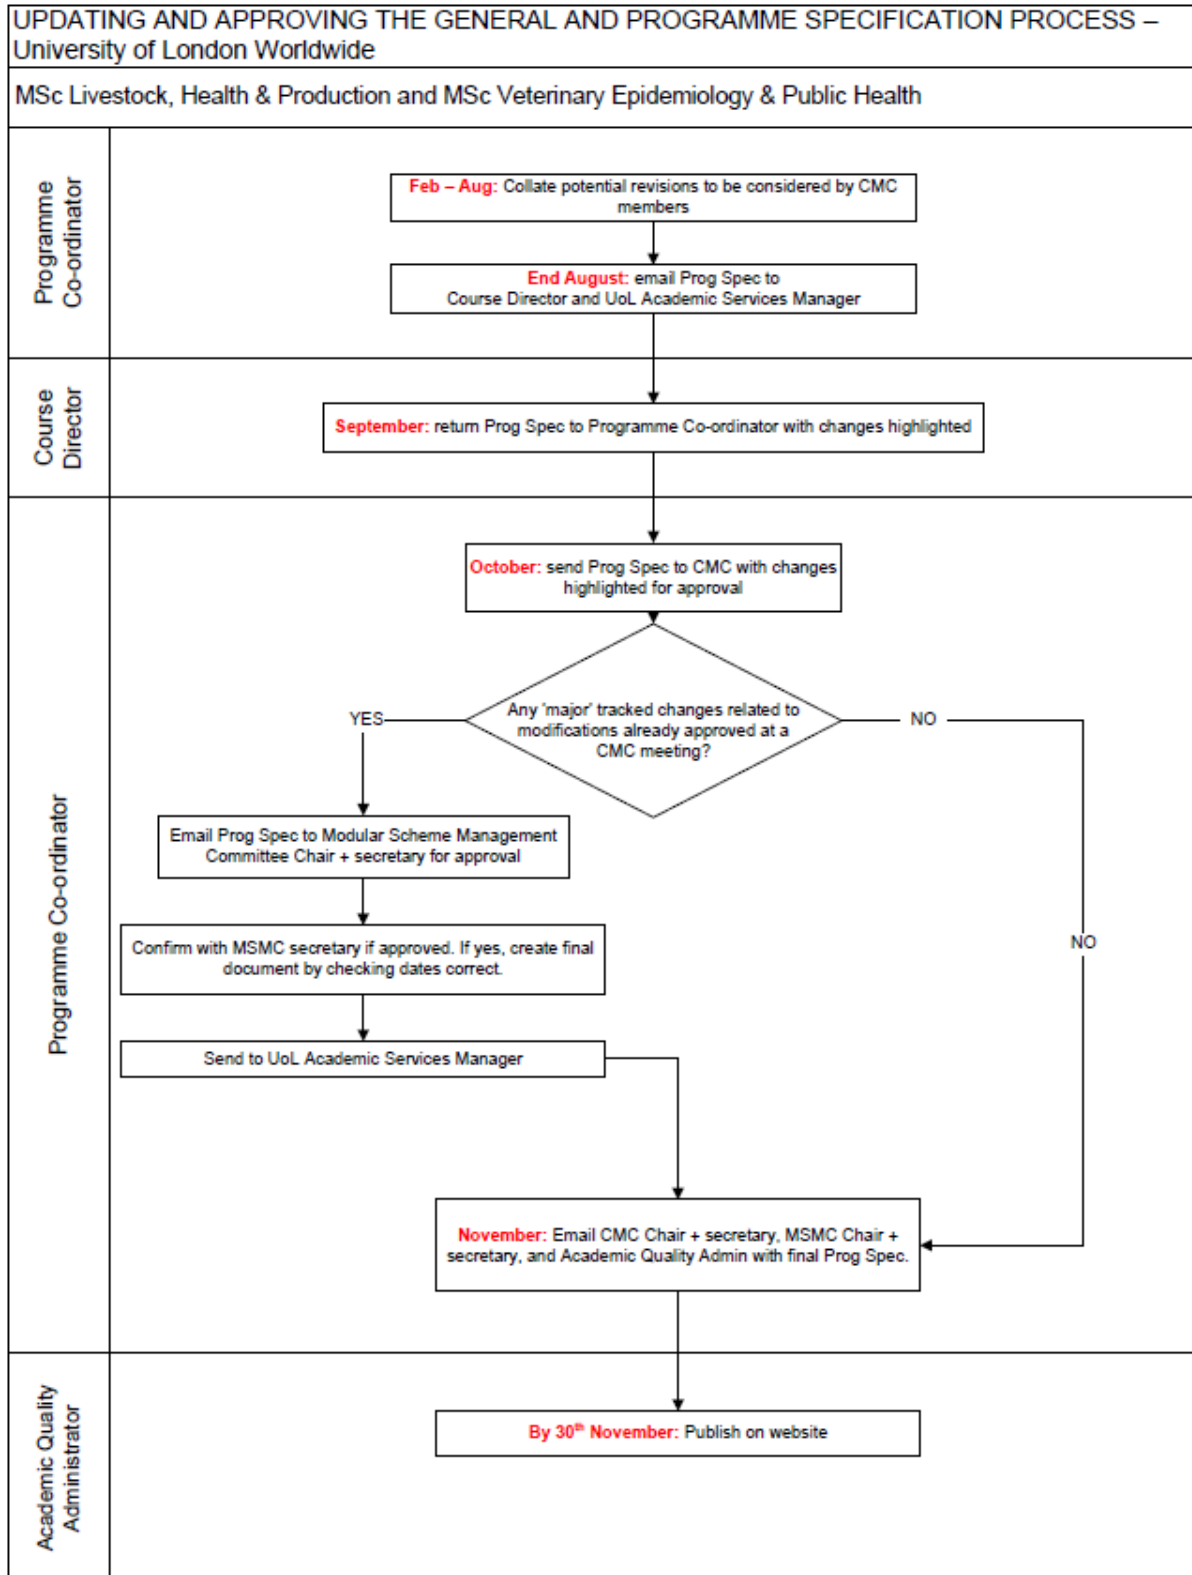 UPDATING AND APPROVING THE GENERAL AND PROGRAMME SPECIFICATION PROCESS –
University of London Worldwide
MSc Livestock, Health & Production and MSc Veterinary Epidemiology & Public Health
Programme
Co-ordinator
Feb – Aug: Collate potential revisions to be considered by CMC
members
End August: email Prog Spec to
Course Director and UoL Academic Services Manager
Course
Director
September: return Prog Spec to Programme Co-ordinator with changes highlighted
Programme Co-ordinator
October: send Prog Spec to CMC with changes
highlighted for approval
Any 'major' tracked changes related to
modifications already approved at a
CMC meeting?
YES
NO
Email Prog Spec to Modular Scheme Management
Committee Chair + secretary for approval
Confirm with MSMC secretary if approved. If yes, create final
document by checking dates correct.
NO
Send to UoL Academic Services Manager
November: Email CMC Chair + secretary, MSMC Chair +
secretary, and Academic Quality Admin with final Prog Spec.
Academic Quality
Administrator
By 30th November: Publish on website